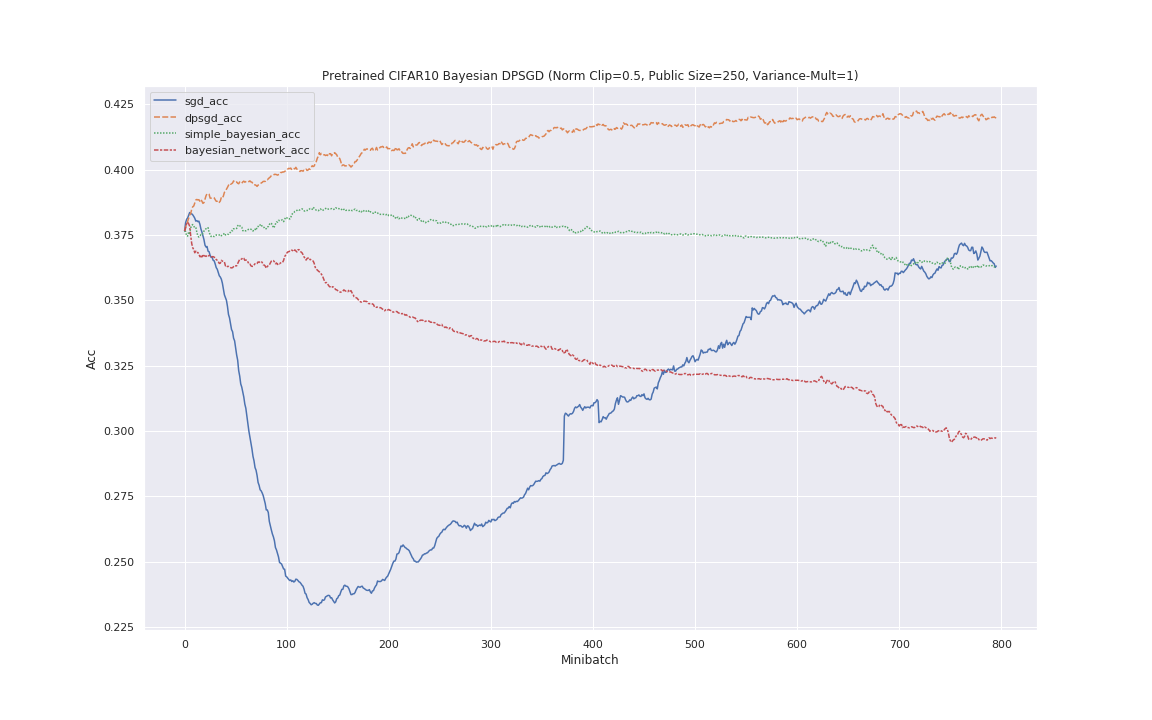 Pretrained CIFAR10 Bayesian DPSGD (Norm Clip=0.5, Public Size=250, Variance-Mult=1)
sgd_acc
dpsgd_acc
simple_bayesian_acc
bayesian_network_acc
0.425
0.400
0.375
0.350
0.325
0.300
0.275
0.250
0.225
Acc
0 100 200 300 400 500 600 700 800
Minibatch